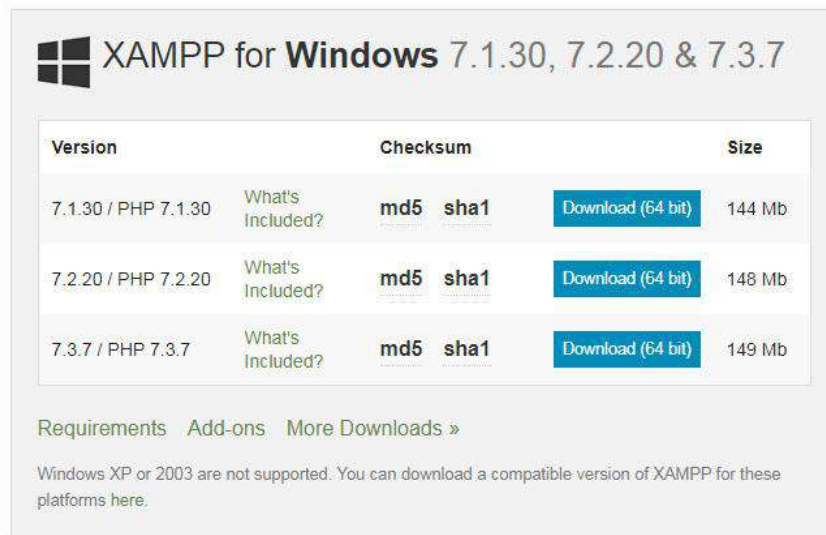 XAMPP for Windows 7.1.30, 7.2.20 & 7.3.7
Version Checksum Size
7.1.30 / PHP 7.1.30 What's Included? md5 sha1 Download (64 bit) 144 Mb
7.2.20 / PHP 7.2.20 What's Included? md5 sha1 Download (64 bit) 148 Mb
7.3.7 / PHP 7.3.7 What's Included? md5 sha1 Download (64 bit) 149 Mb
Requirements Add-ons More Downloads »
Windows XP or 2003 are not supported. You can download a compatible version of XAMPP for these
platforms here.